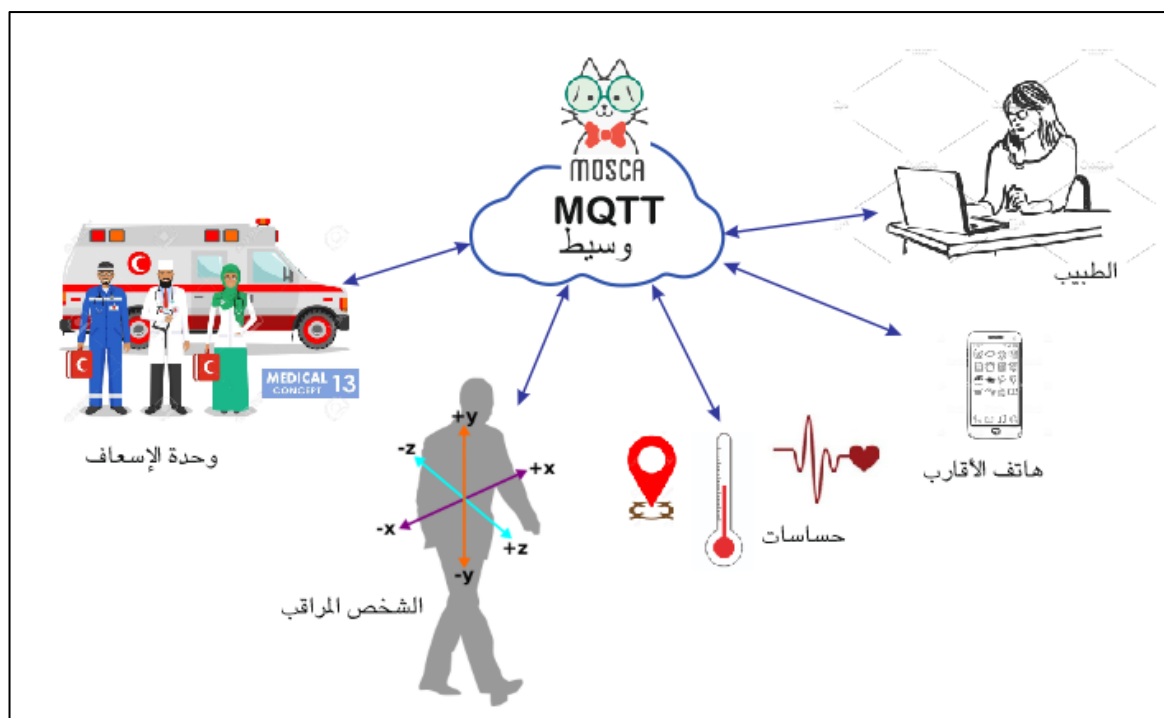 MOSCA
MQTT
وسيط
الطبيب
MEDICAL 13
CONCEPT
وحدة الإسعاف
هاتف الأقارب
حساسات
+y
-z
+x
-x
+z
-y
الشخص المراقب